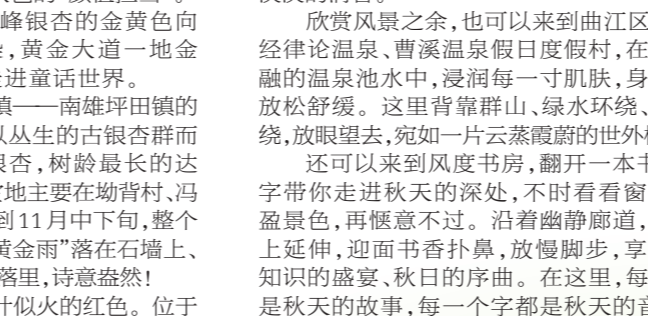 峰银杏的金黄色向
,黄金大道一地金
进童话世界。
镇——南雄坪田镇的
以丛生的古银杏群而
银杏,树龄最长的达
地主要在坳背村、冯
到11月中下旬,整个
黄金雨”落在石墙上、
落里,诗意盎然!
似火的红色。位于
欣赏风景之余,也可以来到曲江区
经律论温泉、曹溪温泉假日度假村,在
融的温泉池水中,浸润每一寸肌肤,身
放松舒缓。这里背靠群山、绿水环绕、
绕,放眼望去,宛如一片云蒸霞蔚的世外
还可以来到风度书房,翻开一本书
字带你走进秋天的深处,不时看看窗
盈景色,再惬意不过。沿着幽静廊道,
上延伸,迎面书香扑鼻,放慢脚步,享
知识的盛宴、秋日的序曲。在这里,每
是秋天的故事,每一个字都是秋天的音